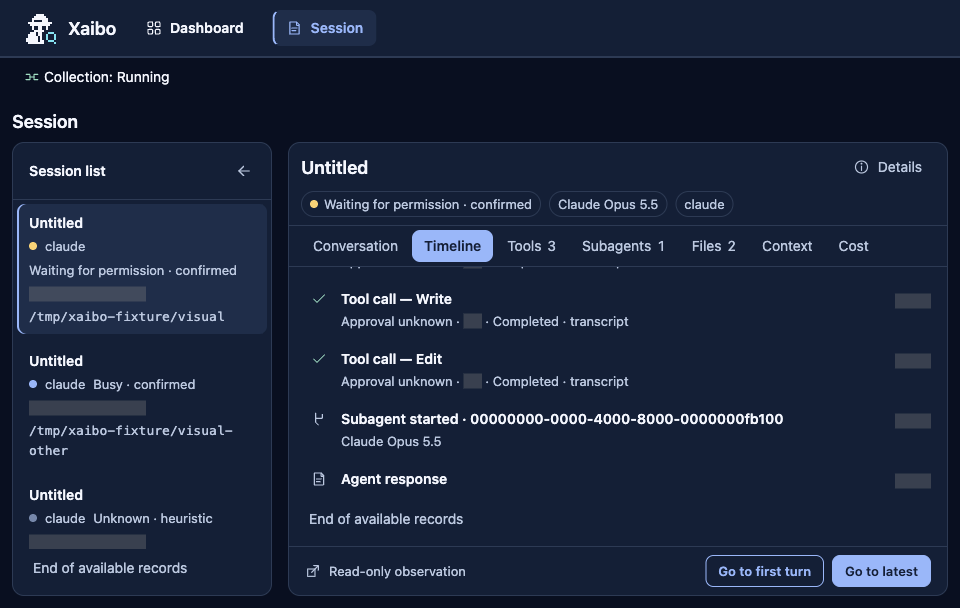 Xaibo
Dashboard
Session
Collection: Running
Session
Session list
Untitled
claude
Waiting for permission · confirmed
/tmp/xaibo-fixture/visual
Untitled
claude Busy · confirmed
/tmp/xaibo-fixture/visual-
other
Untitled
claude Unknown · heuristic
End of available records
Untitled
Details
Waiting for permission · confirmed
Claude Opus 5.5
claude
Conversation
Timeline
Tools 3
Subagents 1
Files 2
Context
Cost
Tool call — Write
Approval unknown · · Completed · transcript
Tool call — Edit
Approval unknown · · Completed · transcript
Subagent started · 00000000-0000-4000-8000-0000000fb100
Claude Opus 5.5
Agent response
End of available records
Read-only observation
Go to first turn
Go to latest